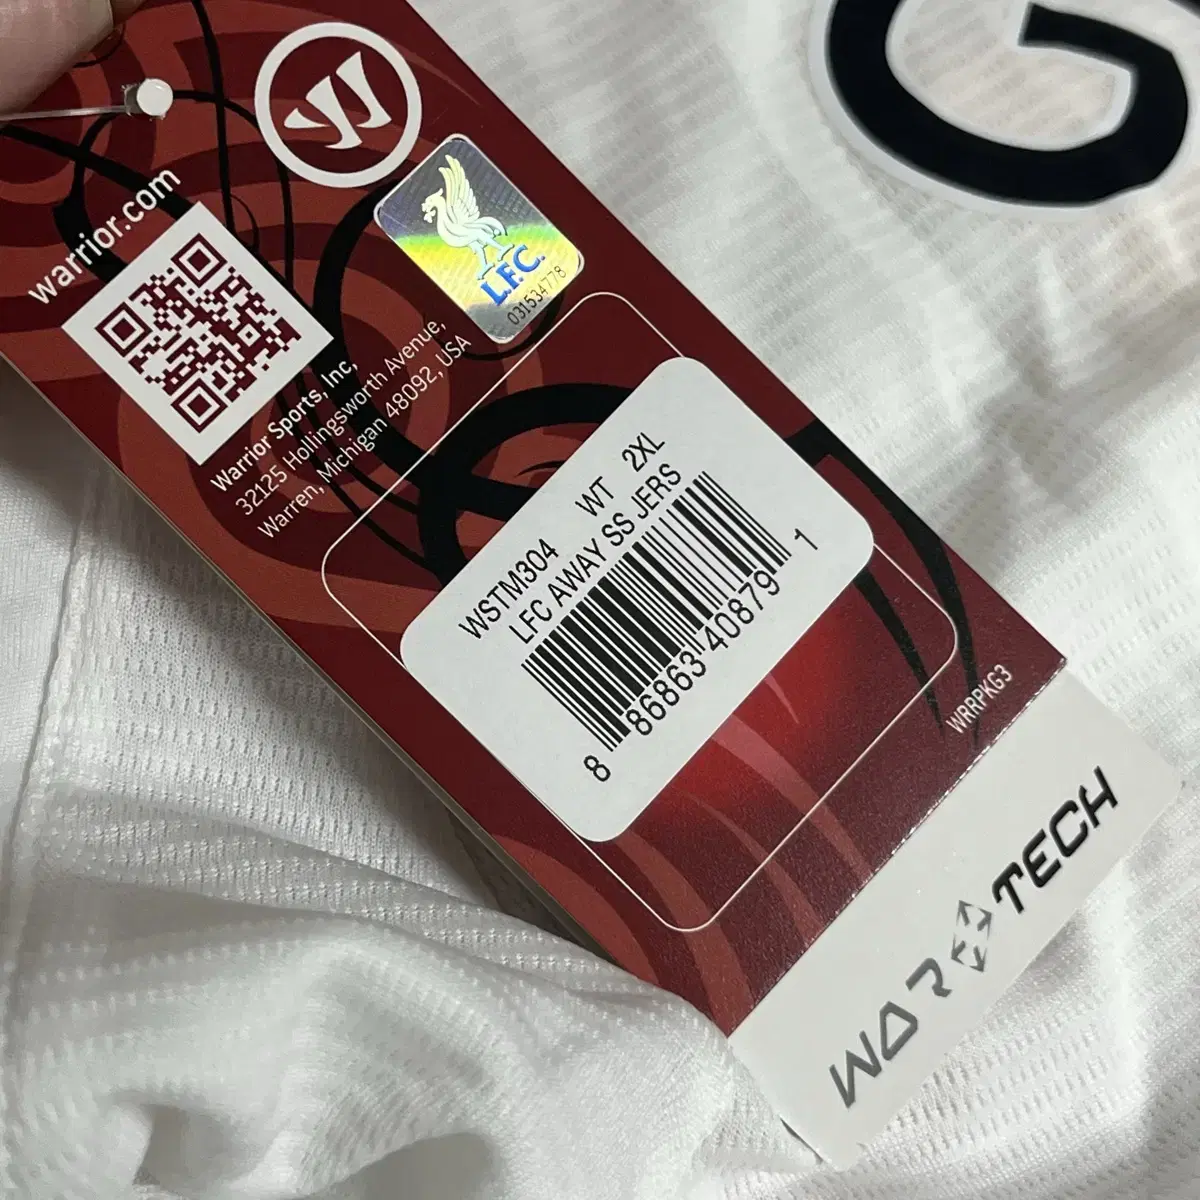 warrior.com
L.F.C.
031534778
Warrior Sports, Inc,
32125 Hollingsworth Avenue,
Warren, Michigan 48092, USA
WSTM304 WT 2XL
LFC AWAY SS JERS
8 86863 40879 1
WRRPKG3
WAR TECH
G